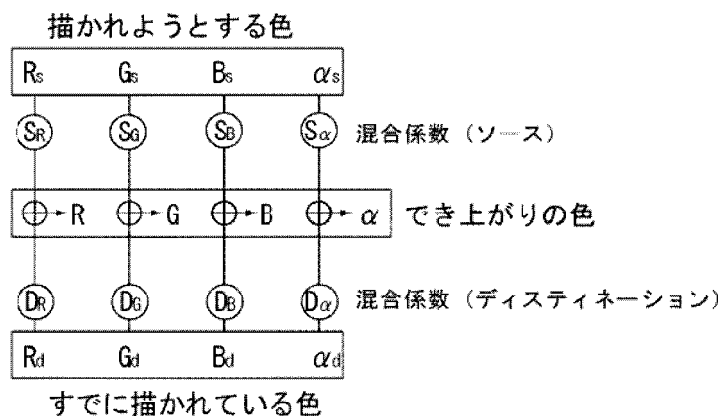 描かれようとする色
Rs Gs Bs αs
SR SG SB Sα 混合係数（ソース）
R G B α でき上がりの色
DR DG DB Dα 混合係数（ディスティネーション）
Rd Gd Bd αd
すでに描かれている色